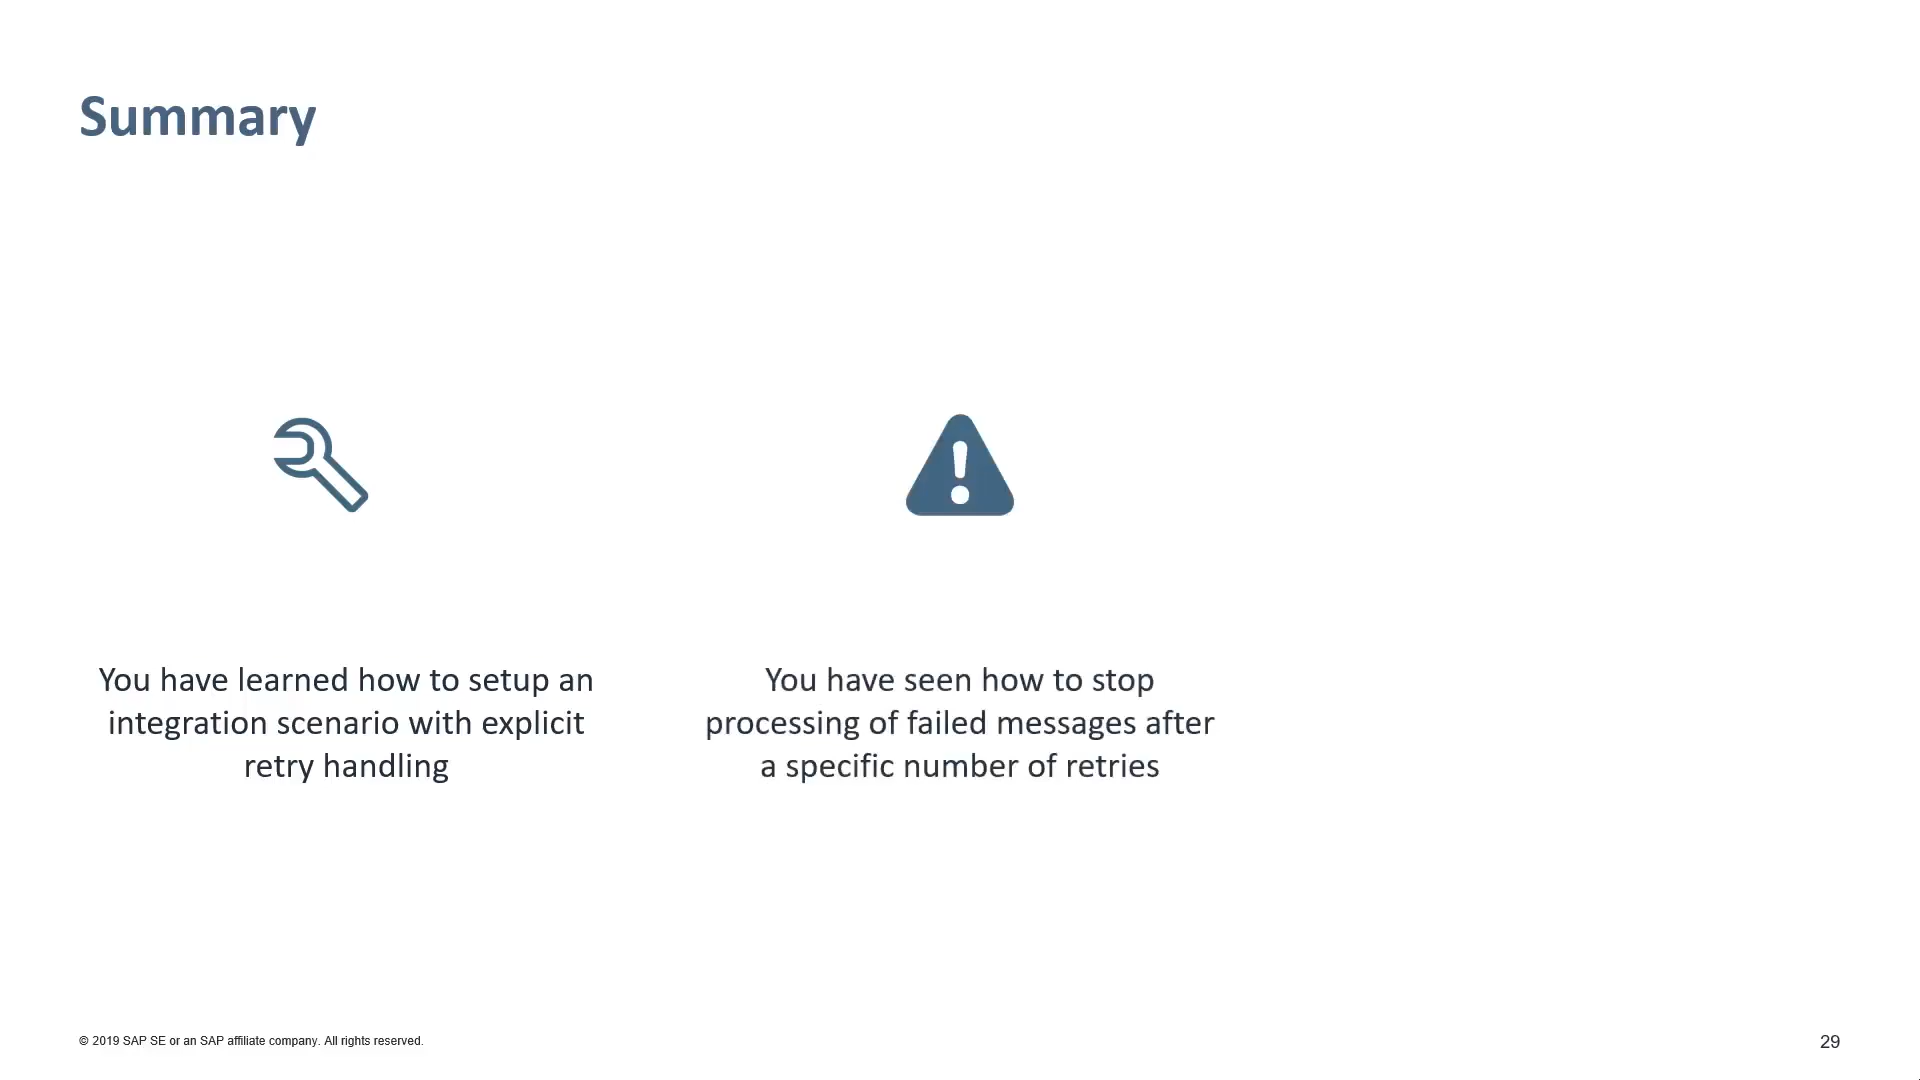 Summary
You have learned how to setup an
integration scenario with explicit
retry handling
You have seen how to stop
processing of failed messages after
a specific number of retries
© 2019 SAP SE or an SAP affiliate company. All rights reserved.
29